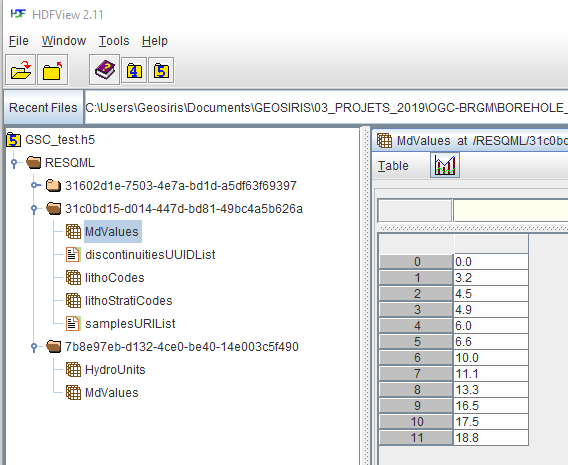 HDFView 2.11
File Window Tools Help
4 5
Recent Files C:\Users\Geosiris\Documents\GEOSIRIS\03_PROJETS_2019\OGC-BRGM\BOREHOLE_
5 GSC_test.h5
RESQML
31602d1e-7503-4e7a-bd1d-a5df63f69397
31c0bd15-d014-447d-bd81-49bc4a5b626a
MdValues
discontinuitiesUUIDList
lithoCodes
lithoStratiCodes
samplesURIList
7b8e97eb-d132-4ce0-be40-14e003c5f490
HydroUnits
MdValues
MdValues at /RESQML/31c0bd
Table
0 0.0
1 3.2
2 4.5
3 4.9
4 6.0
5 6.6
6 10.0
7 11.1
8 13.3
9 16.5
10 17.5
11 18.8